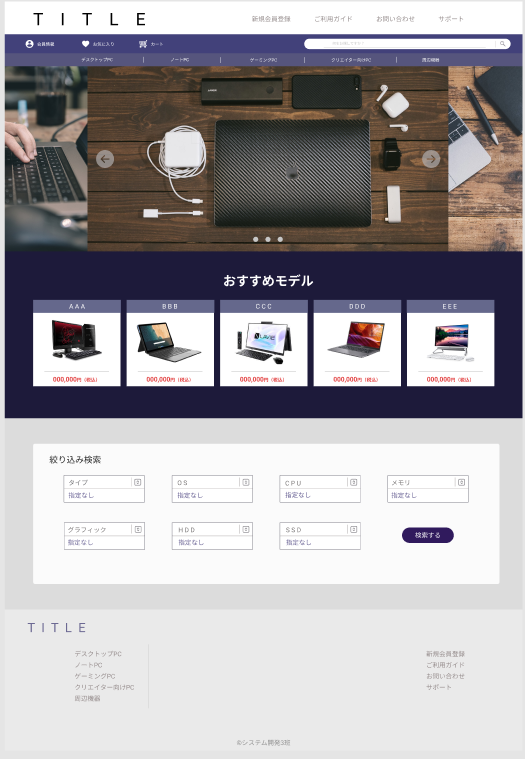 TITLE
新規会員登録 ご利用ガイド お問い合わせ サポート
会員情報 お気に入り カート
デスクトップPC ノートPC ゲーミングPC クリエイター向けPC 周辺機器
おすすめモデル
AAA BBB CCC DDD EEE
000,000円（税込） 000,000円（税込） 000,000円（税込） 000,000円（税込） 000,000円（税込）
絞り込み検索
タイプ OS CPU メモリ
指定なし 指定なし 指定なし 指定なし
グラフィック HDD SSD
指定なし 指定なし 指定なし
検索する
TITLE
デスクトップPC
ノートPC
ゲーミングPC
クリエイター向けPC
周辺機器
新規会員登録
ご利用ガイド
お問い合わせ
サポート
©システム開発3班